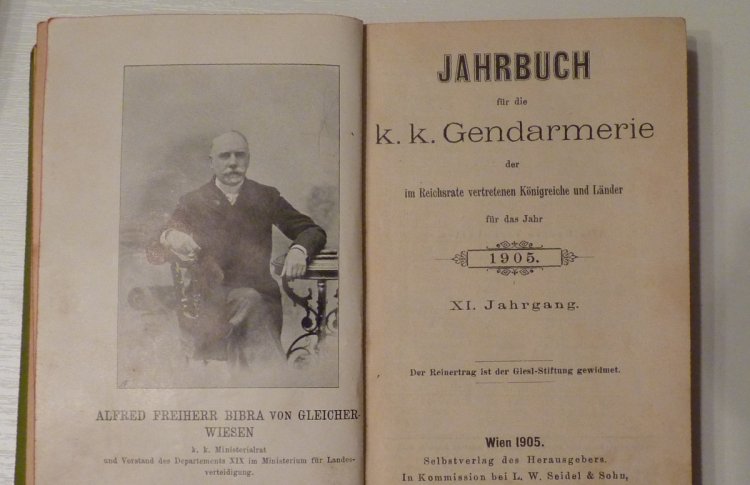 ALFRED FREIHERR BIBRA VON GLEICHER-
WIESEN
k. k. Ministerialrat
und Vorstand des Departements XIX im Ministerium für Landes-
verteidigung.
JAHRBUCH
für die
k. k. Gendarmerie
der
im Reichsrate vertretenen Königreiche und Länder
für das Jahr
1905.
XI. Jahrgang.
Der Reinertrag ist der Giesl-Stiftung gewidmet.
Wien 1905.
Selbstverlag des Herausgebers.
In Kommission bei L. W. Seidel & Sohn,